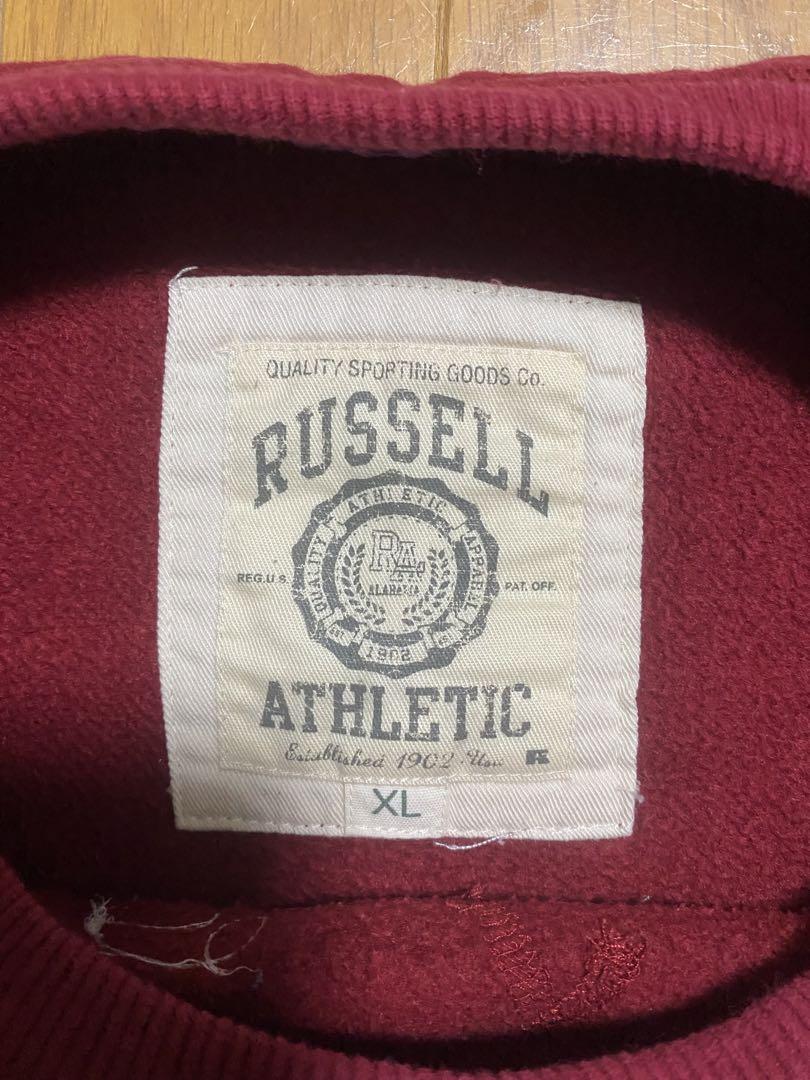 QUALITY SPORTING GOODS Co.
RUSSELL
ATHLETIC
QUALITY
APPAREL
RA
ALABAMA
REG. U.S.
PAT. OFF.
EST
1902
ATHLETIC
Established 1902 Usa R
XL